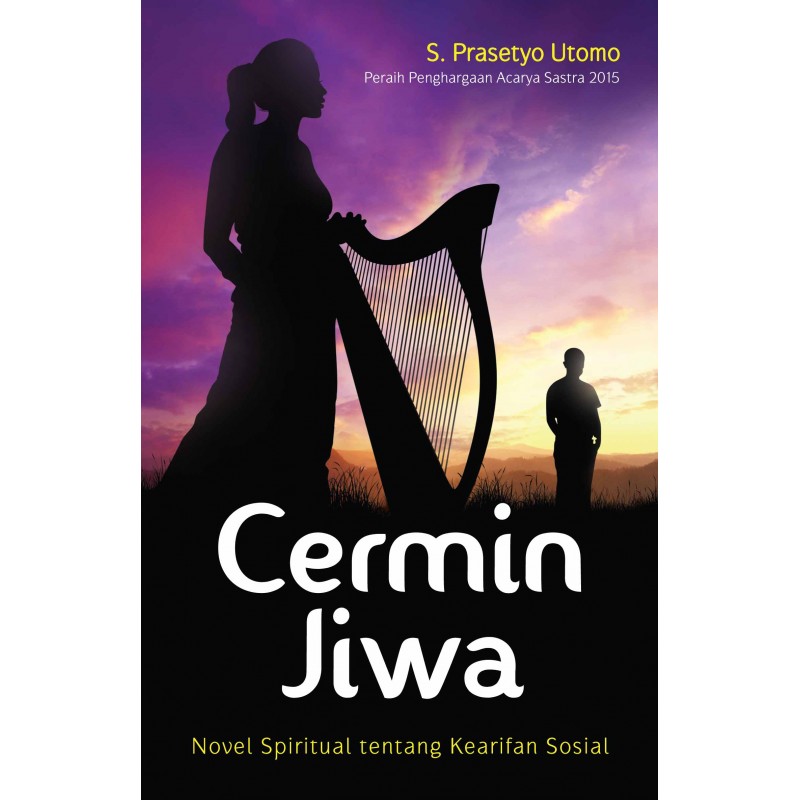 S. Prasetyo Utomo
Peraih Penghargaan Acarya Sastra 2015
Cermin
Jiwa
Novel Spiritual tentang Kearifan Sosial